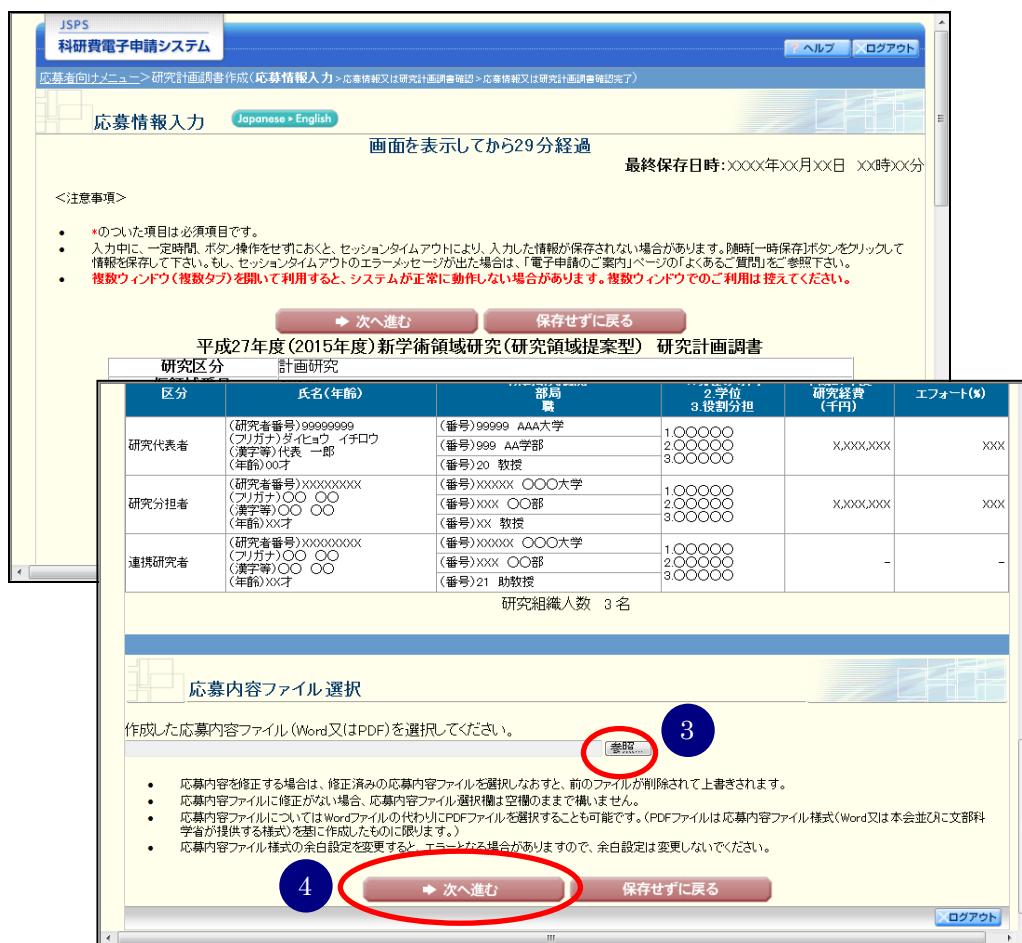 JSPS
科研費電子申請システム
? ヘルプ
ログアウト
応募者向けメニュー>研究計画調書作成(応募情報入力>応募情報又は研究計画調書確認>応募情報又は研究計画調書確認完了)
応募情報入力
Japanese ▸ English
画面を表示してから29分経過
最終保存日時:XXXX年XX月XX日 XX時XX分
<注意事項>
• *のついた項目は必須項目です。
• 入力中に、一定時間、ボタン操作をせずにおくと、セッションタイムアウトにより、入力した情報が保存されない場合があります。随時[一時保存]ボタンをクリックして
情報を保存して下さい。もし、セッションタイムアウトのエラーメッセージが出た場合は、「電子申請のご案内」ページの「よくあるご質問」をご参照下さい。
• 複数ウィンドウ(複数タブ)を開いて利用すると、システムが正常に動作しない場合があります。複数ウィンドウでのご利用は控えてください。
➡ 次へ進む
保存せずに戻る
平成27年度(2015年度)新学術領域研究(研究領域提案型) 研究計画調書
研究区分 計画研究
区分 氏名(年齢) 部局 職 2.学位 3.役割分担 研究経費 (千円) エフォート(%)
研究代表者
(研究者番号)99999999
(フリガナ)ダイヒョウ イチロウ
(漢字等)代表 一郎
(年齢)00才
(番号)99999 AAA大学
(番号)999 AA学部
(番号)20 教授
1.○○○○○
2.○○○○○
3.○○○○○
X,XXX,XXX
XXX
研究分担者
(研究者番号)XXXXXXXX
(フリガナ)○○ ○○
(漢字等)○○ ○○
(年齢)XX才
(番号)XXXXX ○○○大学
(番号)XXX ○○部
(番号)XX 教授
1.○○○○○
2.○○○○○
3.○○○○○
X,XXX,XXX
XXX
連携研究者
(研究者番号)XXXXXXXX
(フリガナ)○○ ○○
(漢字等)○○ ○○
(年齢)XX才
(番号)XXXXX ○○○大学
(番号)XXX ○○部
(番号)21 助教授
1.○○○○○
2.○○○○○
3.○○○○○
-
-
研究組織人数 3 名
応募内容ファイル選択
作成した応募内容ファイル(Word又はPDF)を選択してください。
参照...
3
• 応募内容を修正する場合は、修正済みの応募内容ファイルを選択しなおすと、前のファイルが削除されて上書きされます。
• 応募内容ファイルに修正がない場合、応募内容ファイル選択欄は空欄のままで構いません。
• 応募内容ファイルについてはWordファイルの代わりにPDFファイルを選択することも可能です。(PDFファイルは応募内容ファイル様式(Word又は本会並びに文部科
学省が提供する様式)を基に作成したものに限ります。)
• 応募内容ファイル様式の余白設定を変更すると、エラーとなる場合がありますので、余白設定は変更しないでください。
4
➡ 次へ進む
保存せずに戻る
ログアウト